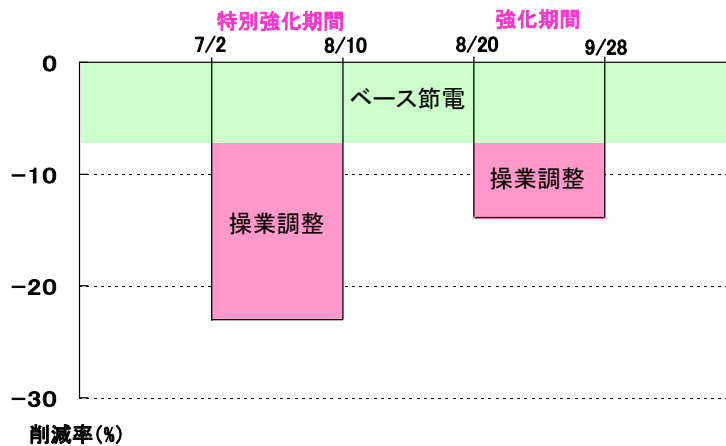 特別強化期間 強化期間
7/2 8/10 8/20 9/28
0
ベース節電
-10
操業調整
操業調整
-20
-30
削減率(%)